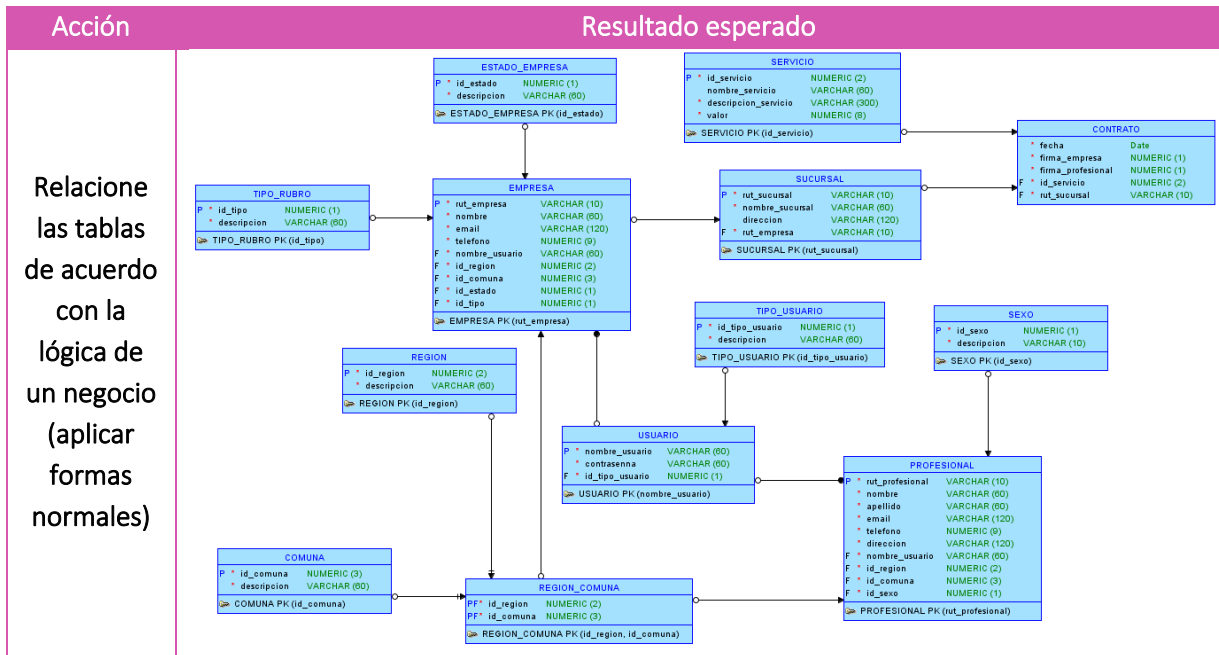 Acción
Resultado esperado
Relacione
las tablas
de acuerdo
con la
lógica de
un negocio
(aplicar
formas
normales)
ESTADO_EMPRESA
P * id_estado NUMERIC (1)
* descripcion VARCHAR (60)
ESTADO_EMPRESA PK (id_estado)
SERVICIO
P * id_servicio NUMERIC (2)
nombre_servicio VARCHAR (60)
* descripcion_servicio VARCHAR (300)
* valor NUMERIC (8)
SERVICIO PK (id_servicio)
CONTRATO
* fecha Date
* firma_empresa NUMERIC (1)
* firma_profesional NUMERIC (1)
F * id_servicio NUMERIC (2)
F * rut_sucursal VARCHAR (10)
TIPO_RUBRO
P * id_tipo NUMERIC (1)
* descripcion VARCHAR (60)
TIPO_RUBRO PK (id_tipo)
EMPRESA
P * rut_empresa VARCHAR (10)
* nombre VARCHAR (60)
* email VARCHAR (120)
* telefono NUMERIC (9)
F * nombre_usuario VARCHAR (60)
F * id_region NUMERIC (2)
F * id_comuna NUMERIC (3)
F * id_estado NUMERIC (1)
F * id_tipo NUMERIC (1)
EMPRESA PK (rut_empresa)
SUCURSAL
P * rut_sucursal VARCHAR (10)
* nombre_sucursal VARCHAR (60)
direccion VARCHAR (120)
F * rut_empresa VARCHAR (10)
SUCURSAL PK (rut_sucursal)
TIPO_USUARIO
P * id_tipo_usuario NUMERIC (1)
* descripcion VARCHAR (60)
TIPO_USUARIO PK (id_tipo_usuario)
SEXO
P * id_sexo NUMERIC (1)
* descripcion VARCHAR (10)
SEXO PK (id_sexo)
REGION
P * id_region NUMERIC (2)
* descripcion VARCHAR (60)
REGION PK (id_region)
USUARIO
P * nombre_usuario VARCHAR (60)
* contrasenna VARCHAR (60)
F * id_tipo_usuario NUMERIC (1)
USUARIO PK (nombre_usuario)
PROFESIONAL
P * rut_profesional VARCHAR (10)
* nombre VARCHAR (60)
* apellido VARCHAR (60)
* email VARCHAR (120)
* telefono NUMERIC (9)
* direccion VARCHAR (120)
F * nombre_usuario VARCHAR (60)
F * id_region NUMERIC (2)
F * id_comuna NUMERIC (3)
F * id_sexo NUMERIC (1)
PROFESIONAL PK (rut_profesional)
COMUNA
P * id_comuna NUMERIC (3)
* descripcion VARCHAR (60)
COMUNA PK (id_comuna)
REGION_COMUNA
PF* id_region NUMERIC (2)
PF* id_comuna NUMERIC (3)
REGION_COMUNA PK (id_region, id_comuna)